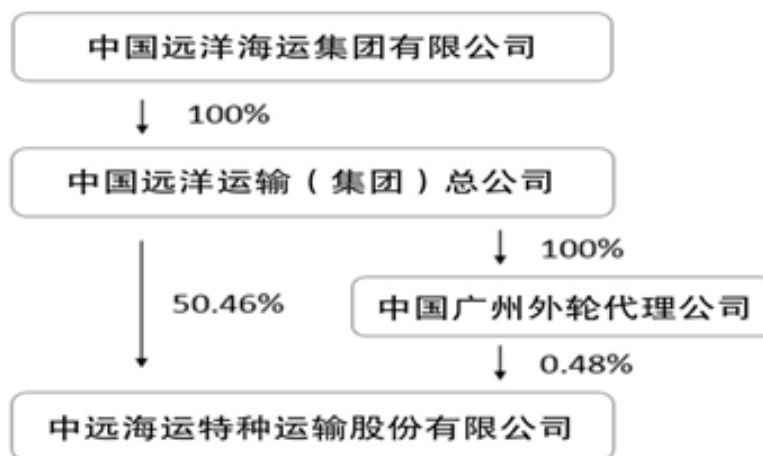 中国远洋海运集团有限公司
100%
中国远洋运输（集团）总公司
100%
50.46%
中国广州外轮代理公司
0.48%
中远海运特种运输股份有限公司